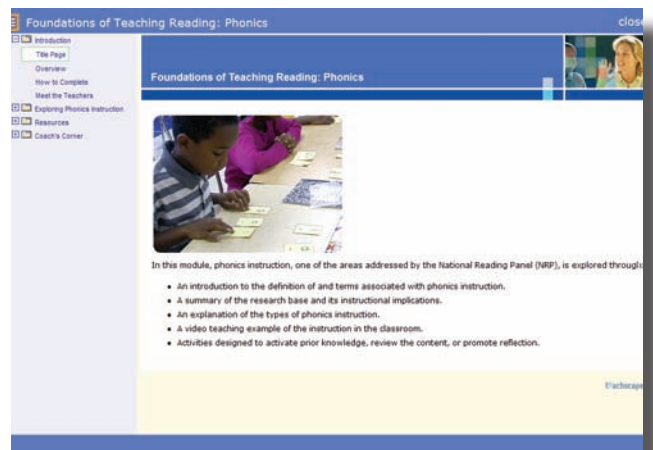 Foundations of Teaching Reading: Phonics
close
Introduction
Title Page
Overview
How to Complete
Meet the Teachers
Exploring Phonics Instruction
Resources
Coach's Corner
Foundations of Teaching Reading: Phonics
In this module, phonics instruction, one of the areas addressed by the National Reading Panel (NRP), is explored through
An introduction to the definition of and terms associated with phonics instruction.
A summary of the research base and its instructional implications.
An explanation of the types of phonics instruction.
A video teaching example of the instruction in the classroom.
Activities designed to activate prior knowledge, review the content, or promote reflection.